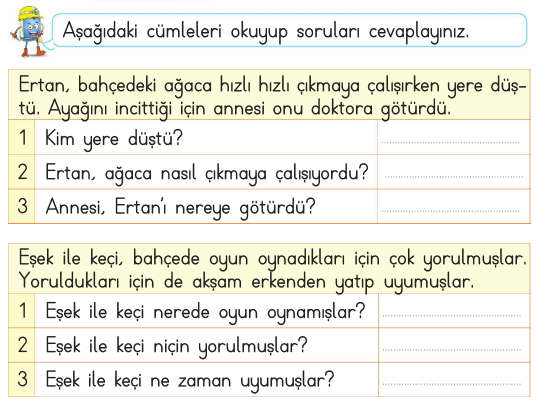 Aşağıdaki cümleleri okuyup soruları cevaplayınız.
Ertan, bahçedeki ağaca hızlı hızlı çıkmaya çalışırken yere düş-
tü. Ayağını incittiği için annesi onu doktora götürdü.
1 Kim yere düştü? ............................................
2 Ertan, ağaca nasıl çıkmaya çalışıyordu? ............................................
3 Annesi, Ertan'ı nereye götürdü? ............................................
Eşek ile keçi, bahçede oyun oynadıkları için çok yorulmuşlar.
Yoruldukları için de akşam erkenden yatıp uyumuşlar.
1 Eşek ile keçi nerede oyun oynamışlar? ............................................
2 Eşek ile keçi niçin yorulmuşlar? ............................................
3 Eşek ile keçi ne zaman uyumuşlar? ............................................